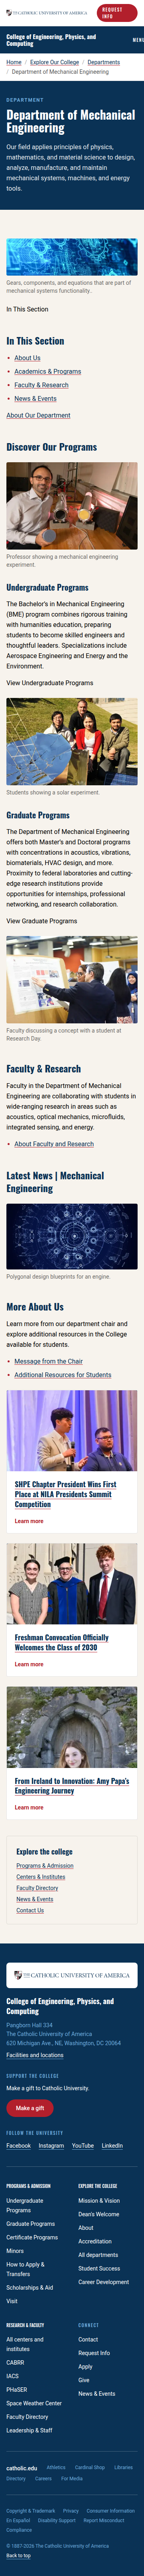 THE CATHOLIC UNIVERSITY OF AMERICA
REQUEST
INFO
College of Engineering, Physics, and
Computing
MENU
Home / Explore Our College / Departments
/ Department of Mechanical Engineering
DEPARTMENT
Department of Mechanical
Engineering
Our field applies principles of physics,
mathematics, and material science to design,
analyze, manufacture, and maintain
mechanical systems, machines, and energy
tools.
Gears, components, and equations that are part of
mechanical systems functionality..
In This Section
In This Section
About Us
Academics & Programs
Faculty & Research
News & Events
About Our Department
Discover Our Programs
Professor showing a mechanical engineering
experiment.
Undergraduate Programs
The Bachelor's in Mechanical Engineering
(BME) program combines rigorous training
with humanities education, preparing
students to become skilled engineers and
thoughtful leaders. Specializations include
Aerospace Engineering and Energy and the
Environment.
View Undergraduate Programs
Students showing a solar experiment.
Graduate Programs
The Department of Mechanical Engineering
offers master's and doctoral programs
with concentrations in acoustics, vibrations,
biomaterials, HVAC design, and more.
Proximity to federal laboratories and cutting-
edge research institutions provide
opportunities for internships, professional
networking, and research collaboration.
View Graduate Programs
Faculty discussing a concept with a student at
Research Day.
Faculty & Research
Faculty in the Department of Mechanical
Engineering are collaborating with students in
wide-ranging research in areas such as
acoustics, optical mechanics, microfluids,
thermal sciences, and energy.
About Faculty and Research
Latest News | Mechanical
Engineering
Polygonal design blueprints for an engine.
More About Us
Learn more from our department chair and
explore additional resources in the College
available for students.
Message from the Chair
Additional Resources for Students
SHPE Chapter President Wins First
Place at NILA Presidents Summit
Competition
Learn more
Freshman Convocation Officially
Welcomes the Class of 2030
Learn more
From Ireland to Innovation: Amy Papa's
Engineering Journey
Learn more
Explore the college
Programs & Admission
Centers & Institutes
Faculty Directory
News & Events
Contact Us
THE CATHOLIC UNIVERSITY OF AMERICA
College of Engineering, Physics, and
Computing
Pangborn Hall 334
The Catholic University of America
620 Michigan Ave., NE, Washington, DC 20064
Facilities and locations
SUPPORT THE COLLEGE
Make a gift to Catholic University.
Make a gift
FOLLOW THE UNIVERSITY
Facebook Instagram YouTube LinkedIn
PROGRAMS & ADMISSION
Undergraduate
Programs
Graduate Programs
Certificate Programs
Minors
How to Apply &
Transfers
Scholarships & Aid
Visit
EXPLORE THE COLLEGE
Mission & Vision
Dean's Welcome
About
Accreditation
All departments
Student Success
Career Development
RESEARCH & FACULTY
All centers and
institutes
CABRR
IACS
PHaSER
Space Weather Center
Faculty Directory
Leadership & Staff
CONNECT
Contact
Request Info
Apply
Give
News & Events
catholic.edu Athletics Cardinal Shop Libraries
Directory Careers For Media
Copyright & Trademark Privacy Consumer Information
En Español Disability Support Report Misconduct
Compliance
© 1887-2026 The Catholic University of America
Back to top